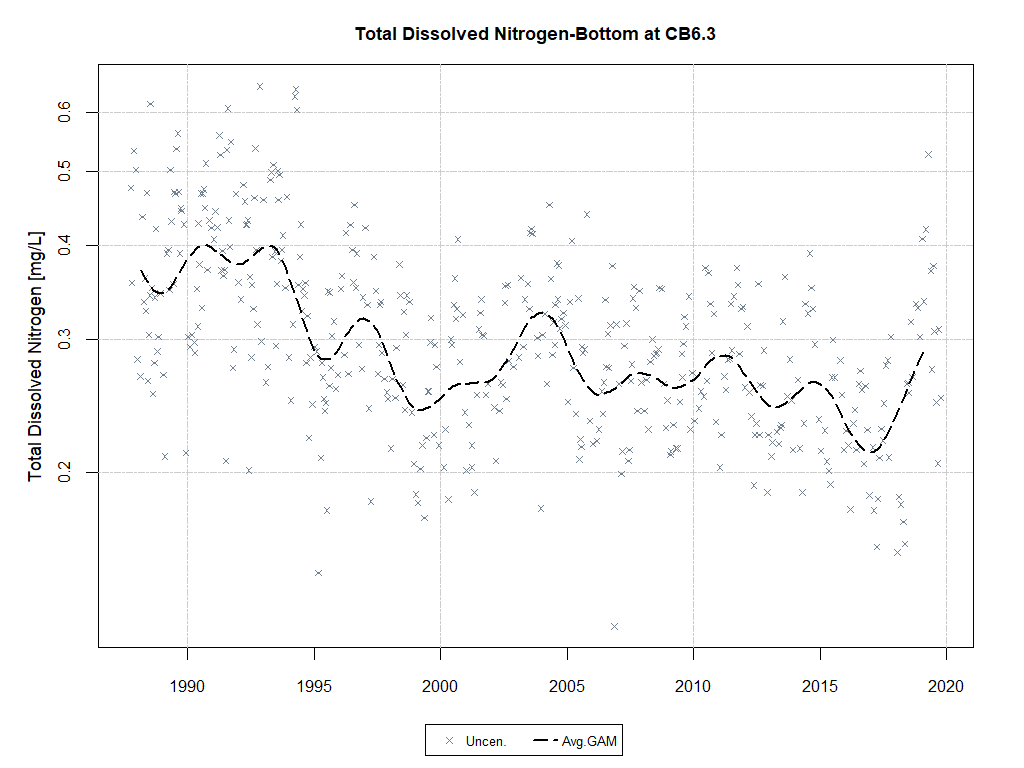 Total Dissolved Nitrogen-Bottom at CB6.3
Total Dissolved Nitrogen [mg/L]
0.6
0.5
0.4
0.3
0.2
1990 1995 2000 2005 2010 2015 2020
Uncen. Avg.GAM